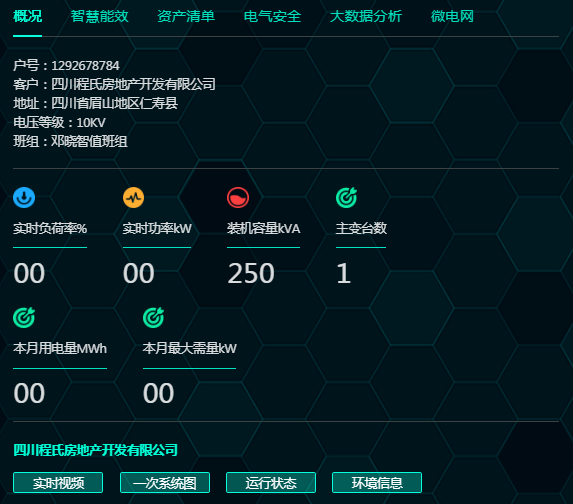 概况 智慧能效 资产清单 电气安全 大数据分析 微电网
户号：1292678784
客户：四川程氏房地产开发有限公司
地址：四川省眉山地区仁寿县
电压等级：10KV
班组：邓晓智值班组
实时负荷率% 实时功率kW 装机容量kVA 主变台数
00 00 250 1
本月用电量MWh 本月最大需量kW
00 00
四川程氏房地产开发有限公司
实时视频 一次系统图 运行状态 环境信息